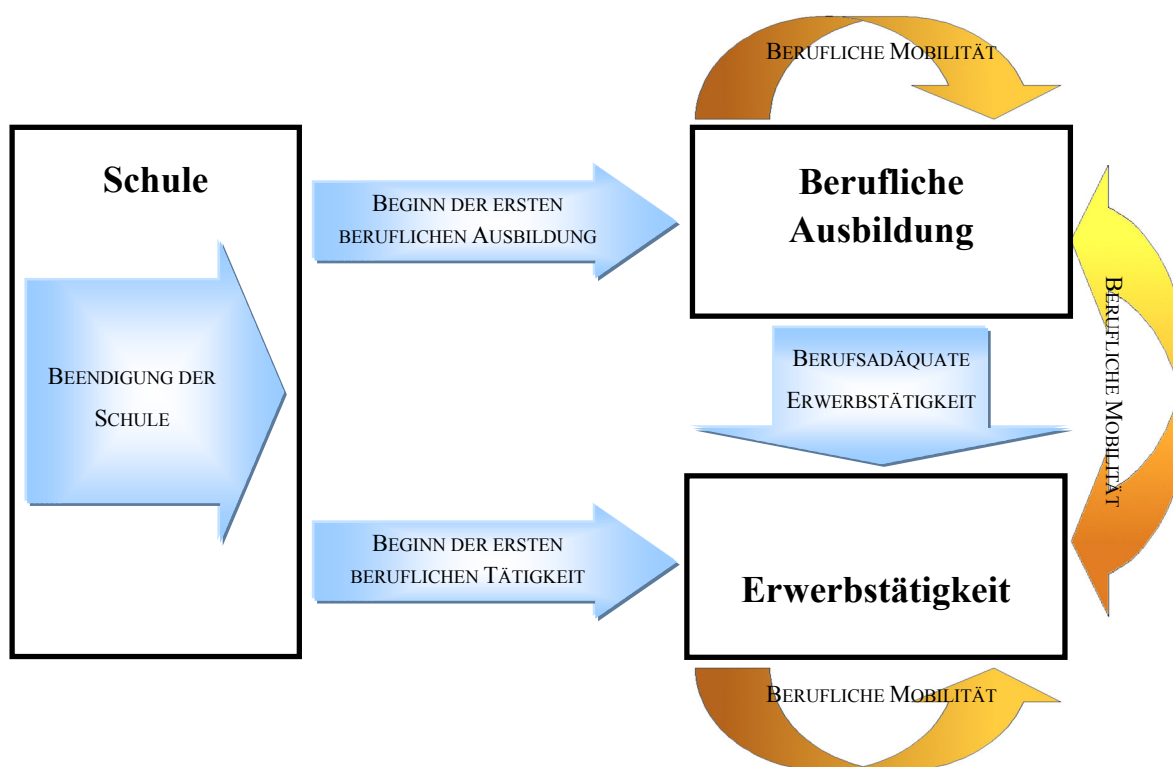 BERUFLICHE MOBILITÄT
Schule
BEENDIGUNG DER
SCHULE
BEGINN DER ERSTEN
BERUFLICHEN AUSBILDUNG
Berufliche
Ausbildung
BERUFSADÄQUATE
ERWERBSTÄTIGKEIT
BERUFLICHE MOBILITÄT
BEGINN DER ERSTEN
BERUFLICHEN TÄTIGKEIT
Erwerbstätigkeit
BERUFLICHE MOBILITÄT